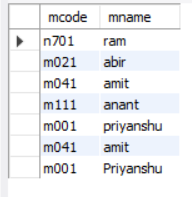 mcode mname
n701 ram
m021 abir
m041 amit
m111 anant
m001 priyanshu
m041 amit
m001 Priyanshu